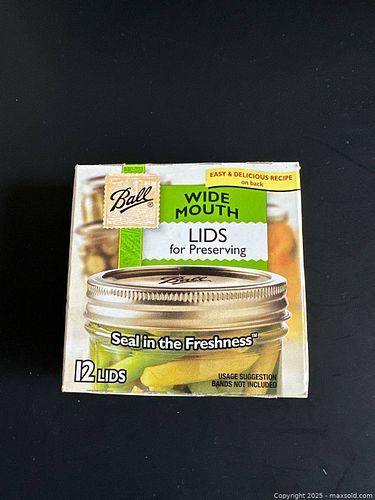 EASY & DELICIOUS RECIPE
on back
Ball®
WIDE
MOUTH
LIDS
for Preserving
Ball
Seal in the Freshness™
12 LIDS
USAGE SUGGESTION
BANDS NOT INCLUDED
Copyright 2025 - maxsold.com